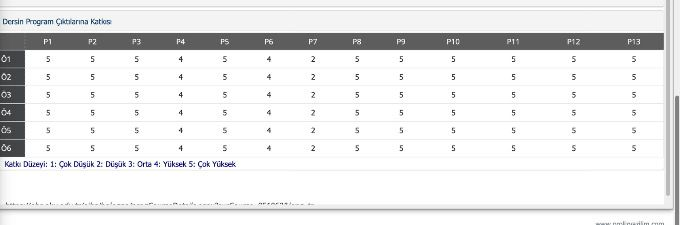 Dersin Program Çıktılarına Katkısı
P1 P2 P3 P4 P5 P6 P7 P8 P9 P10 P11 P12 P13
Ö1 5 5 5 4 5 4 2 5 5 5 5 5 5
Ö2 5 5 5 4 5 4 2 5 5 5 5 5 5
Ö3 5 5 5 4 5 4 2 5 5 5 5 5 5
Ö4 5 5 5 4 5 4 2 5 5 5 5 5 5
Ö5 5 5 5 4 5 4 2 5 5 5 5 5 5
Ö6 5 5 5 4 5 4 2 5 5 5 5 5 5
Katkı Düzeyi: 1: Çok Düşük 2: Düşük 3: Orta 4: Yüksek 5: Çok Yüksek